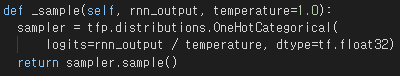 def _sample(self, rnn_output, temperature=1.0):
  sampler = tfp.distributions.OneHotCategorical(
      logits=rnn_output / temperature, dtype=tf.float32)
  return sampler.sample()